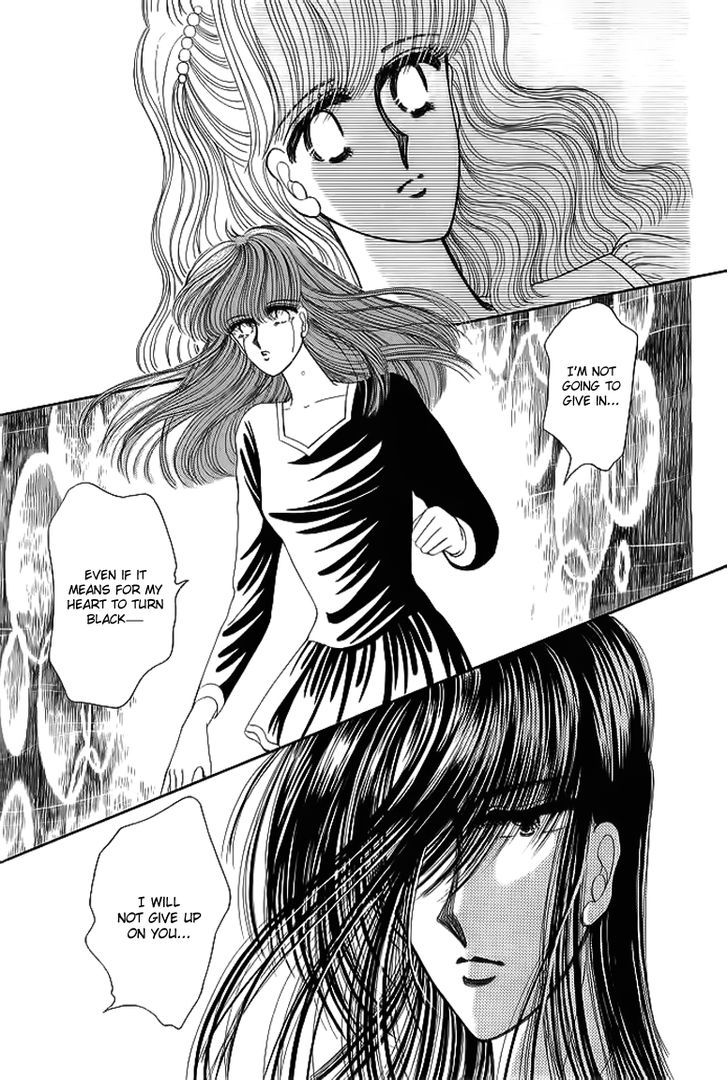 I'M NOT
GOING TO
GIVE IN...
EVEN IF IT
MEANS FOR MY
HEART TO TURN
BLACK—
I WILL
NOT GIVE UP
ON YOU...